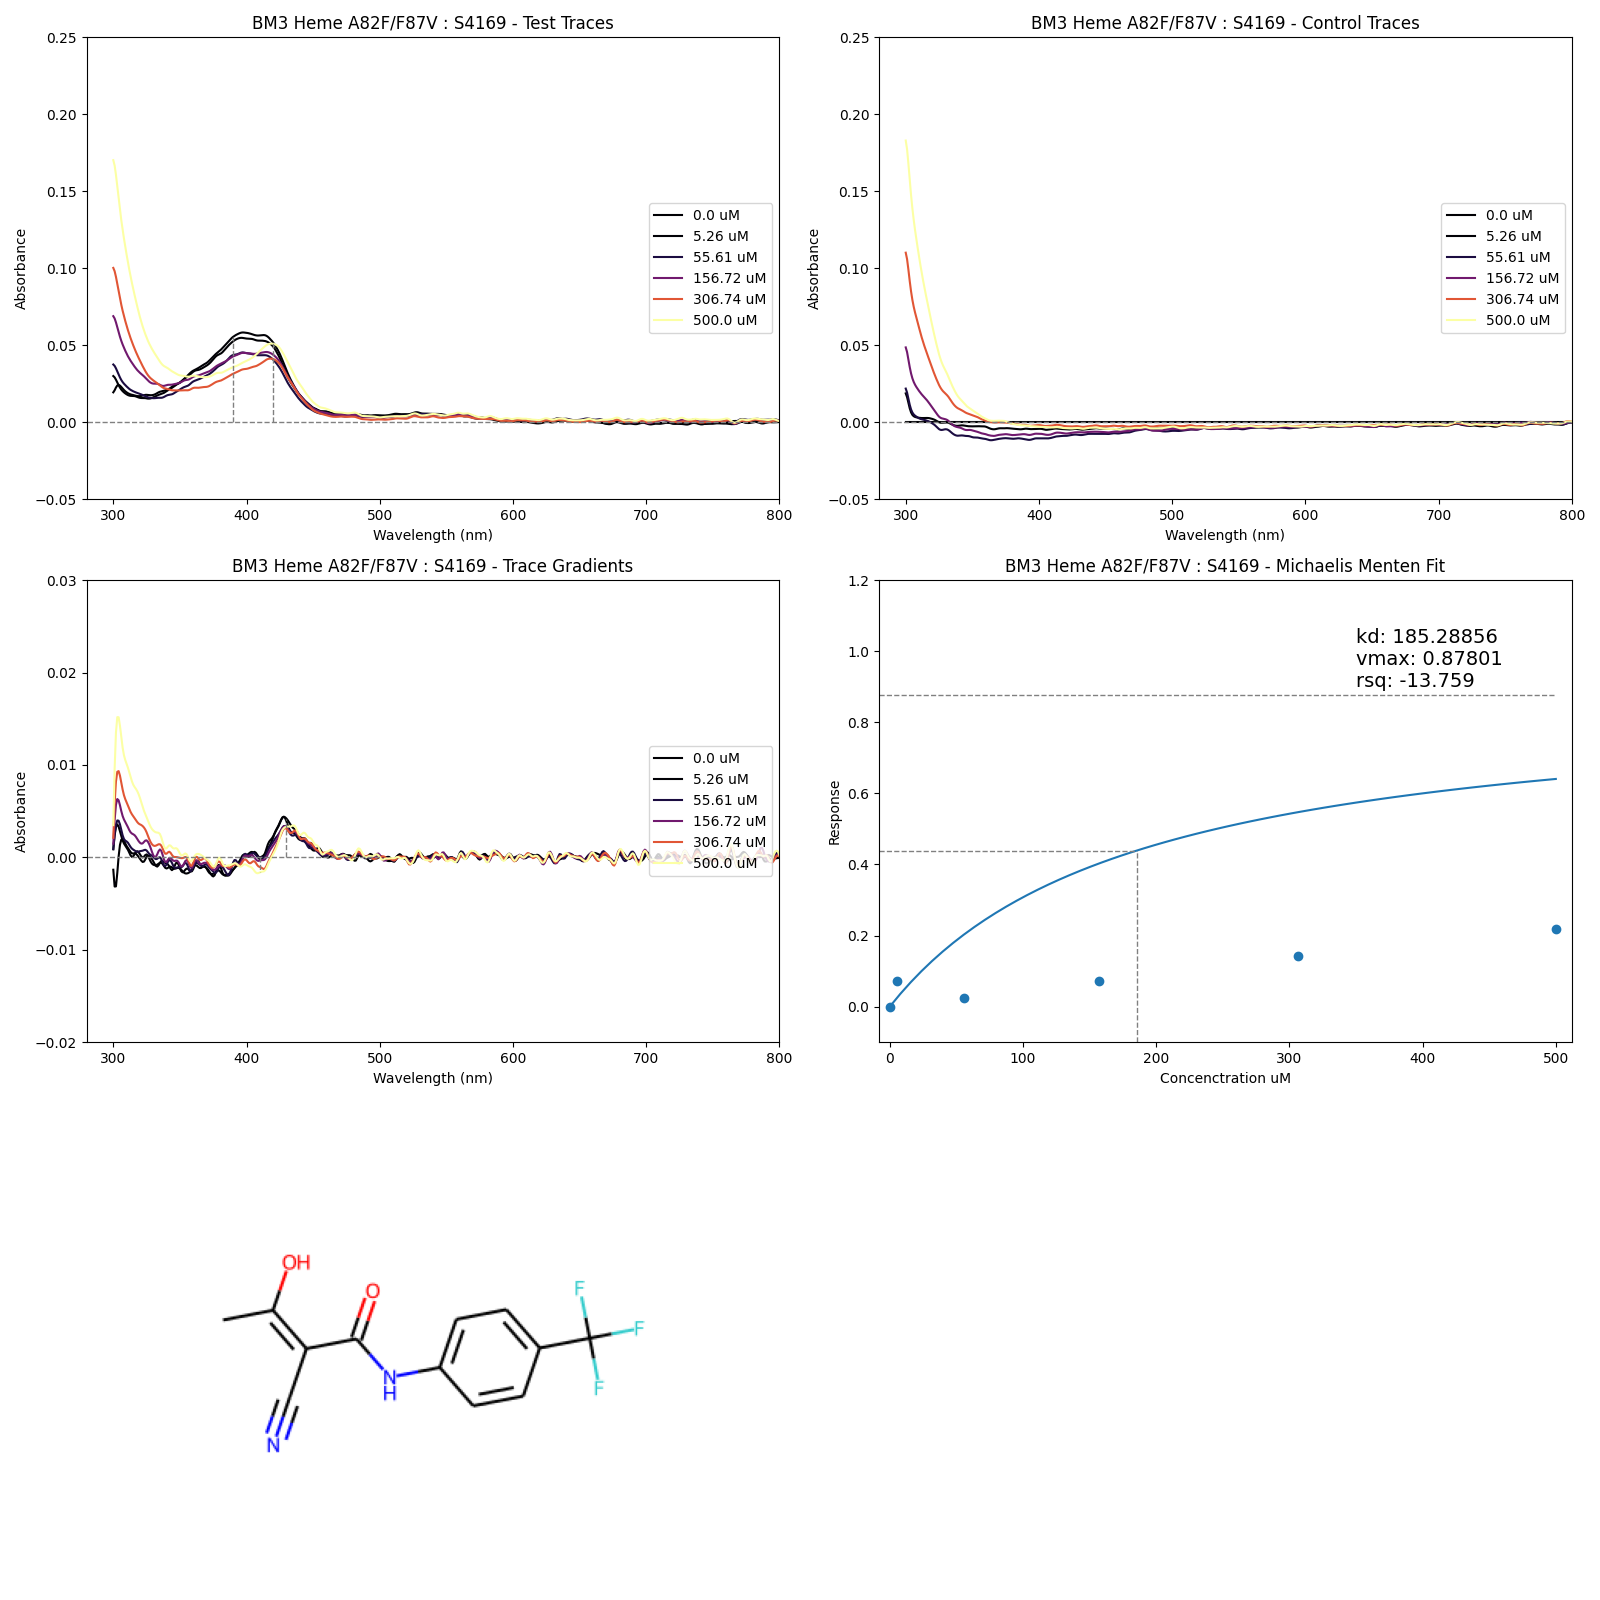 BM3 Heme A82F/F87V : S4169 - Test Traces
0.25
0.20
0.15
0.10
0.05
0.00
−0.05
Absorbance
300 400 500 600 700 800
Wavelength (nm)
0.0 uM
5.26 uM
55.61 uM
156.72 uM
306.74 uM
500.0 uM
BM3 Heme A82F/F87V : S4169 - Control Traces
0.25
0.20
0.15
0.10
0.05
0.00
−0.05
Absorbance
300 400 500 600 700 800
Wavelength (nm)
0.0 uM
5.26 uM
55.61 uM
156.72 uM
306.74 uM
500.0 uM
BM3 Heme A82F/F87V : S4169 - Trace Gradients
0.03
0.02
0.01
0.00
−0.01
−0.02
Absorbance
300 400 500 600 700 800
Wavelength (nm)
0.0 uM
5.26 uM
55.61 uM
156.72 uM
306.74 uM
500.0 uM
BM3 Heme A82F/F87V : S4169 - Michaelis Menten Fit
1.2
1.0
0.8
0.6
0.4
0.2
0.0
Response
0 100 200 300 400 500
Concenctration uM
kd: 185.28856
vmax: 0.87801
rsq: -13.759
OH
O
N
H
N
F
F
F